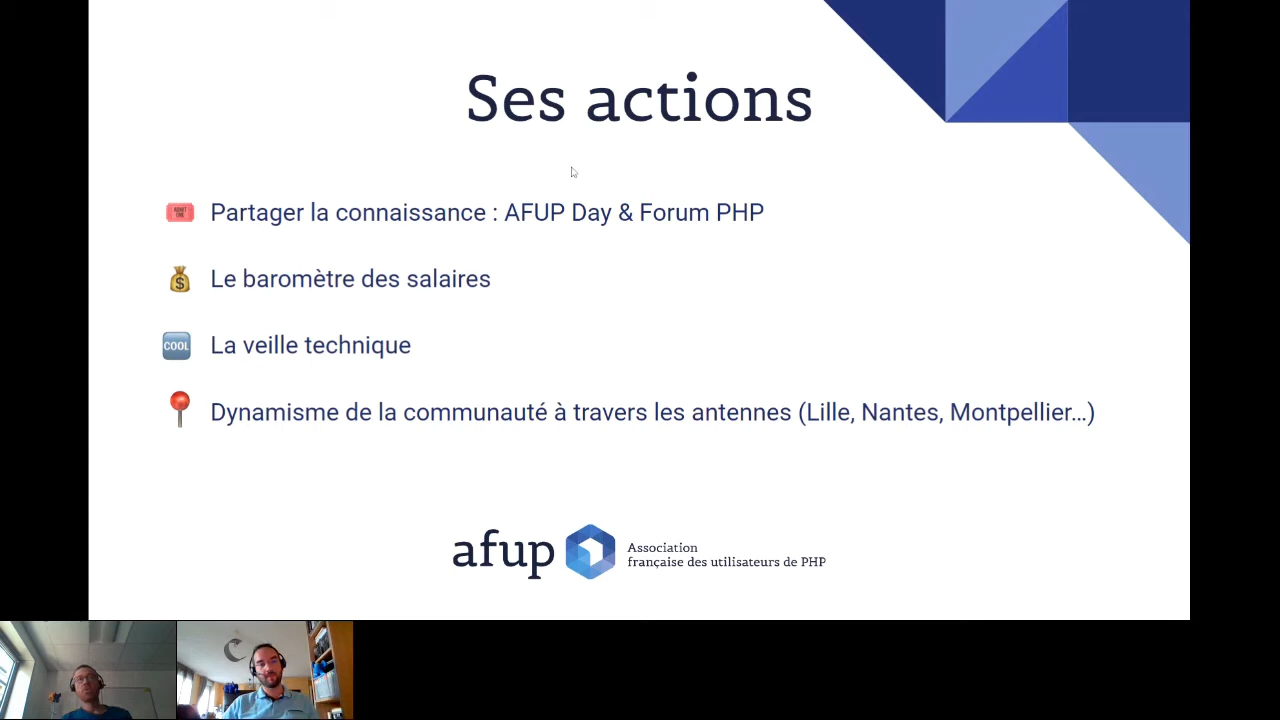 Ses actions
Partager la connaissance : AFUP Day & Forum PHP
Le baromètre des salaires
COOL
La veille technique
Dynamisme de la communauté à travers les antennes (Lille, Nantes, Montpellier...)
afup
Association
française des utilisateurs de PHP